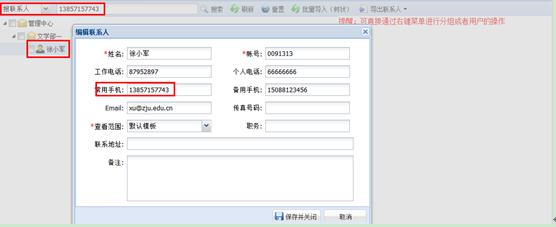 搜联系人 13857157743 搜索 刷新 重置 批量导入（树状） 导出联系人
提醒：可直接通过右键菜单进行分组或者用户的操作
管理中心
文学部一
徐小军
编辑联系人
*姓名: 徐小军 *帐号: 0091313
工作电话: 87952897 个人电话: 66666666
常用手机: 13857157743 备用手机: 15088123456
Email: xu@zju.edu.cn 传真号码:
*查看范围: 默认模板 职务:
联系地址:
备注:
保存并关闭 取消